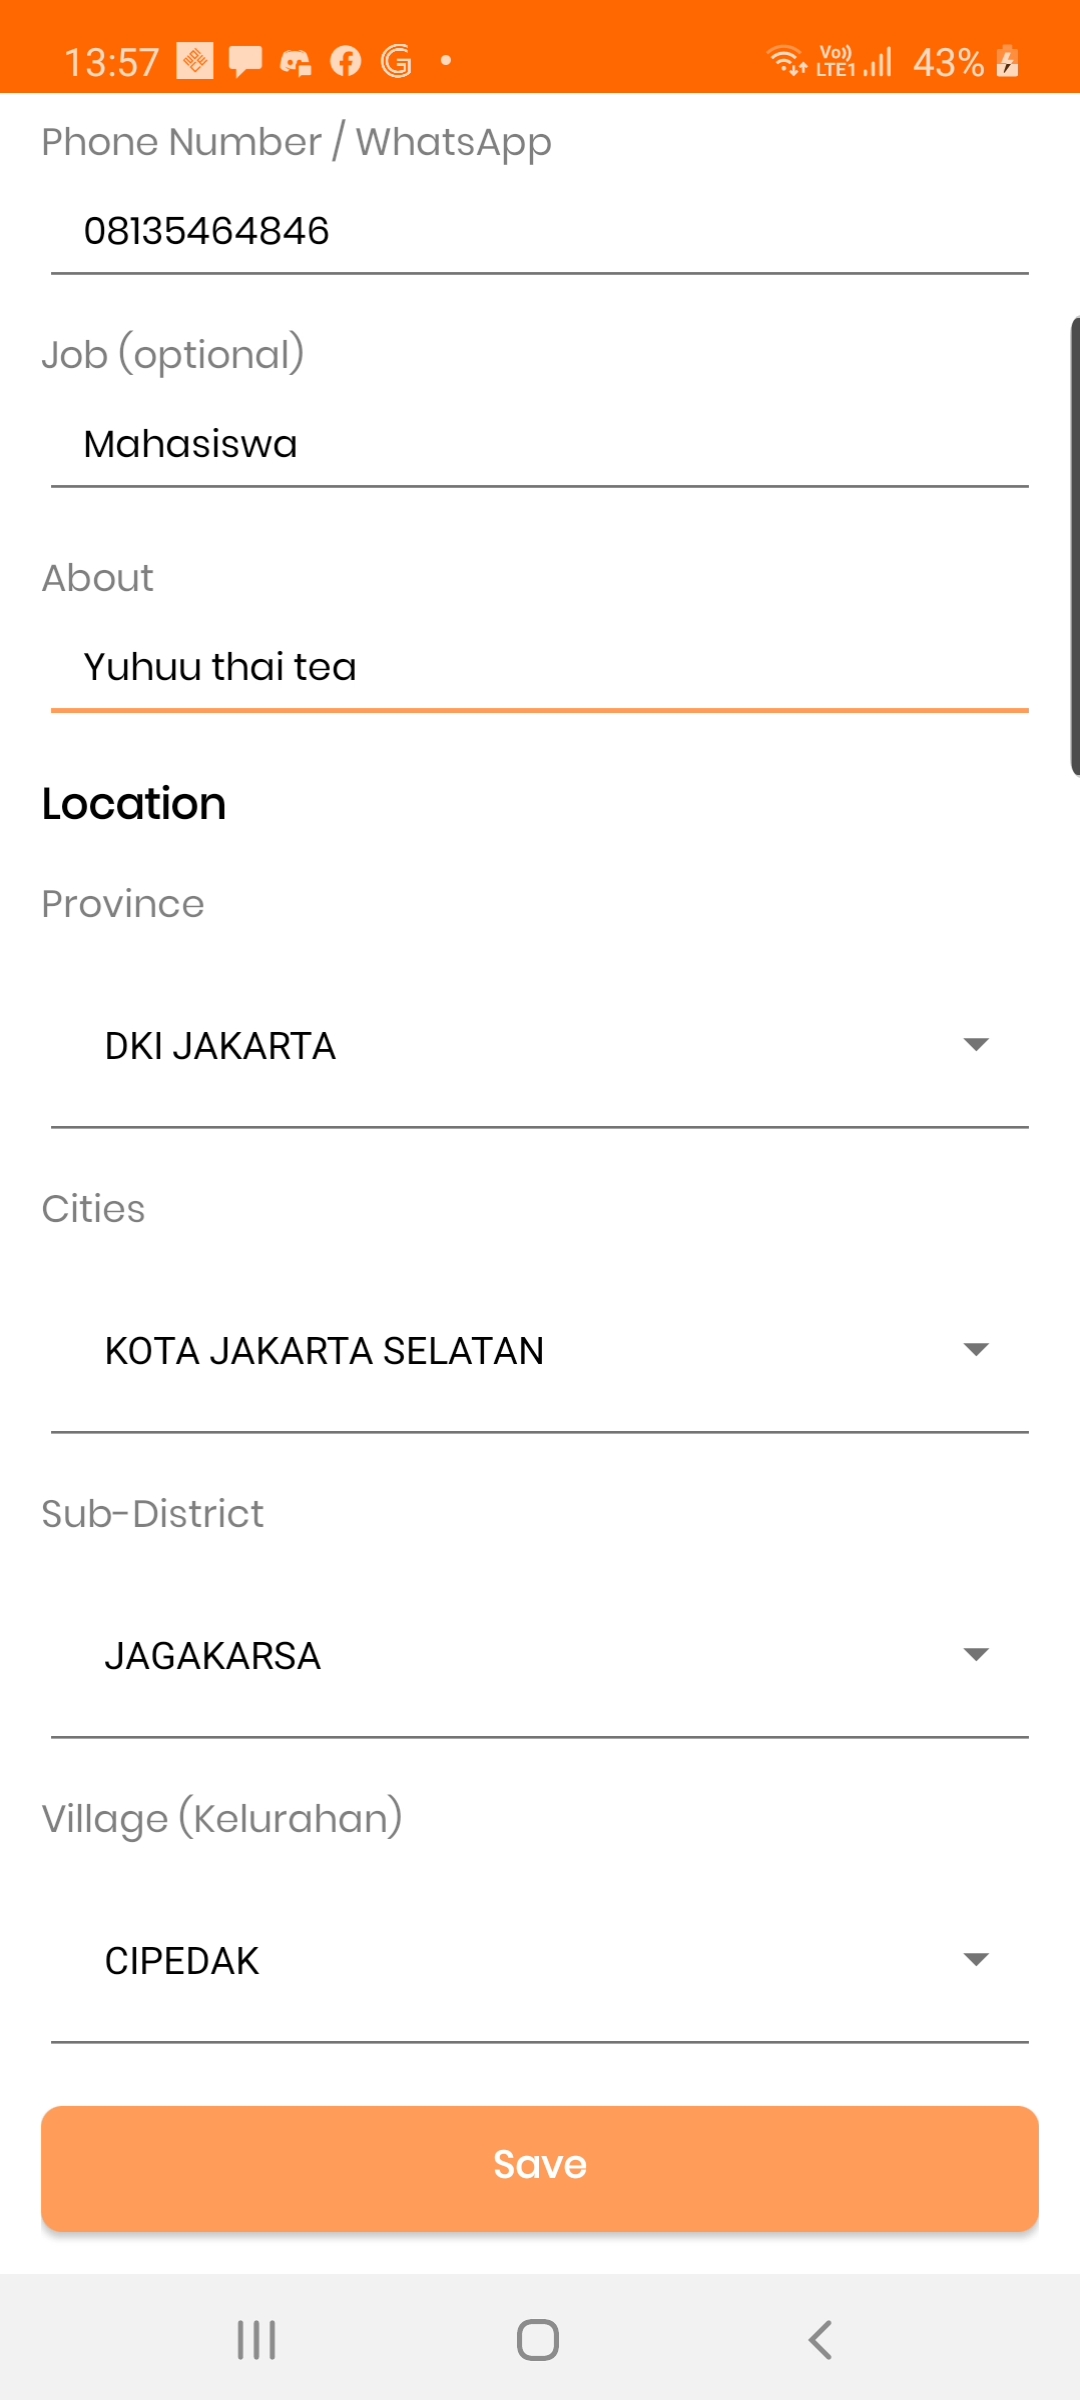 13:57
Vo)) LTE1 43%
Phone Number / WhatsApp
08135464846
Job (optional)
Mahasiswa
About
Yuhuu thai tea
Location
Province
DKI JAKARTA
Cities
KOTA JAKARTA SELATAN
Sub-District
JAGAKARSA
Village (Kelurahan)
CIPEDAK
Save